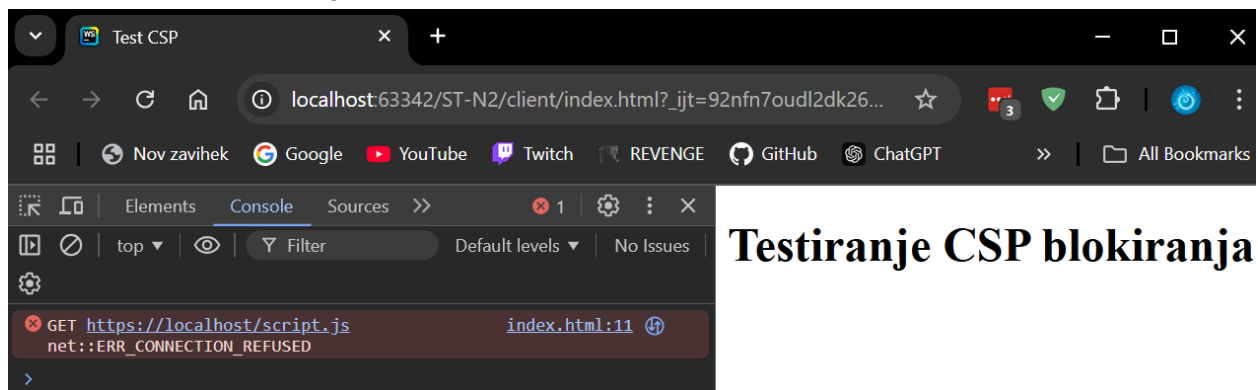 WS
Test CSP
localhost:63342/ST-N2/client/index.html?_ijt=92nfn7oudl2dk26...
3
Nov zavihek
Google
YouTube
Twitch
REVENGE
GitHub
ChatGPT
»
All Bookmarks
Elements
Console
Sources
1
top
Filter
Default levels
No Issues
GET https://localhost/script.js index.html:11
net::ERR_CONNECTION_REFUSED
Testiranje CSP blokiranja